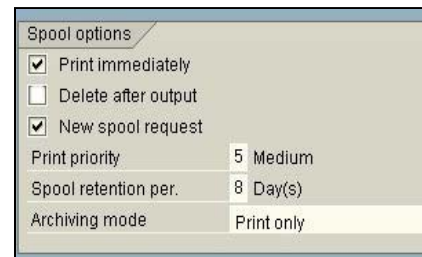 Spool options
Print immediately
Delete after output
New spool request
Print priority 5 Medium
Spool retention per. 8 Day(s)
Archiving mode Print only